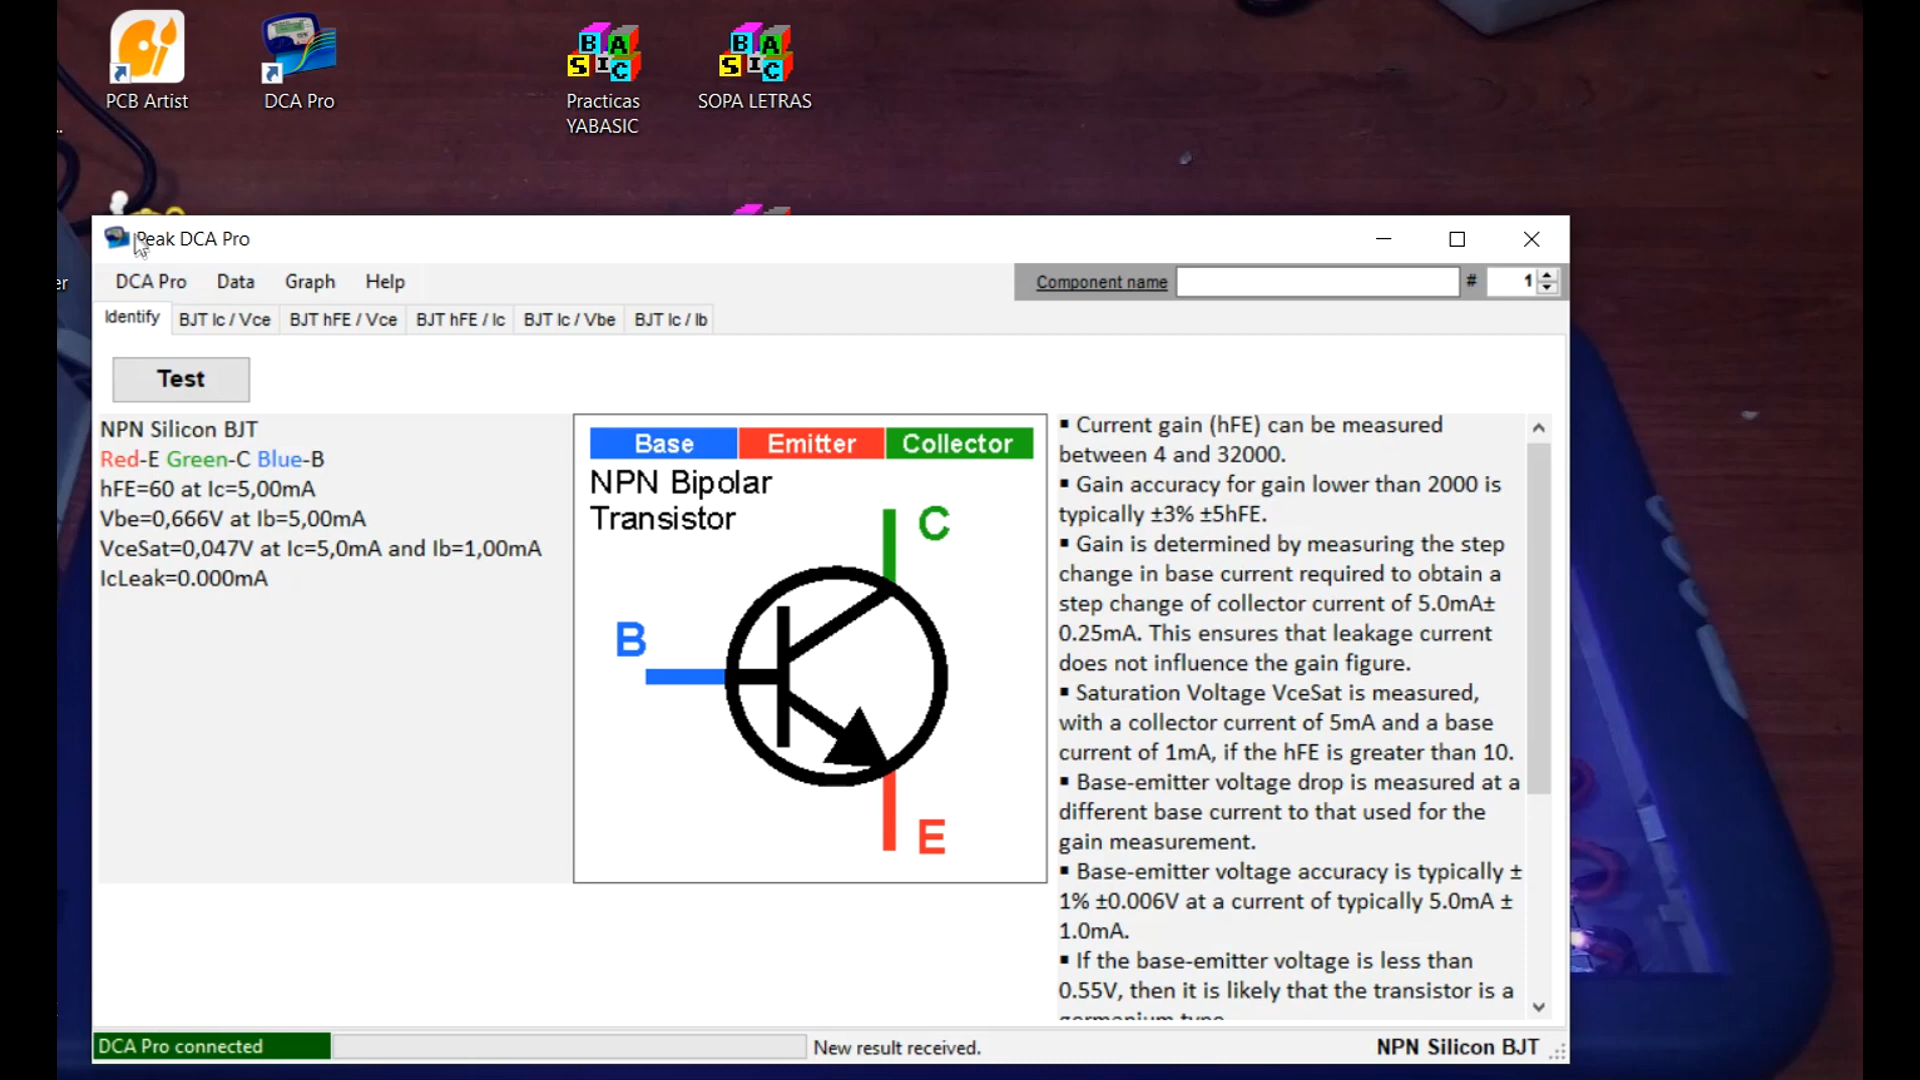 PCB Artist
DCA Pro
BASIC
Practicas
YABASIC
BASIC
SOPA LETRAS
...
er
Peak DCA Pro
DCA Pro Data Graph Help
Component name # 1
Identify BJT Ic / Vce BJT hFE / Vce BJT hFE / Ic BJT Ic / Vbe BJT Ic / Ib
Test
NPN Silicon BJT
Red-E Green-C Blue-B
hFE=60 at Ic=5,00mA
Vbe=0,666V at Ib=5,00mA
VceSat=0,047V at Ic=5,0mA and Ib=1,00mA
IcLeak=0.000mA
Base Emitter Collector
NPN Bipolar
Transistor
C
B
E
▪ Current gain (hFE) can be measured
between 4 and 32000.
▪ Gain accuracy for gain lower than 2000 is
typically ±3% ±5hFE.
▪ Gain is determined by measuring the step
change in base current required to obtain a
step change of collector current of 5.0mA±
0.25mA. This ensures that leakage current
does not influence the gain figure.
▪ Saturation Voltage VceSat is measured,
with a collector current of 5mA and a base
current of 1mA, if the hFE is greater than 10.
▪ Base-emitter voltage drop is measured at a
different base current to that used for the
gain measurement.
▪ Base-emitter voltage accuracy is typically ±
1% ±0.006V at a current of typically 5.0mA ±
1.0mA.
▪ If the base-emitter voltage is less than
0.55V, then it is likely that the transistor is a
germanium type.
DCA Pro connected
New result received.
NPN Silicon BJT